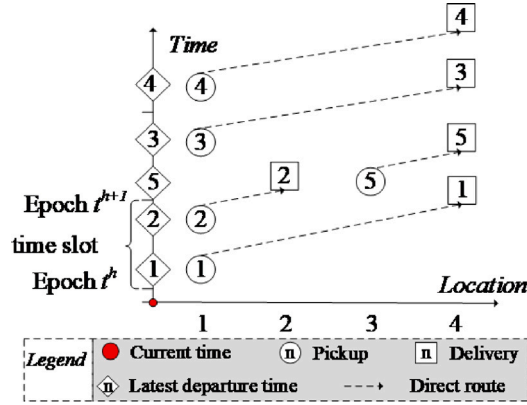 Time
4
4
4
3
3
3
5
5
5
Epoch t^{h+1}
2
2
2
1
time slot
1
1
Epoch t^h
Location
1 2 3 4
Legend
Current time
n Pickup
n Delivery
n Latest departure time
Direct route